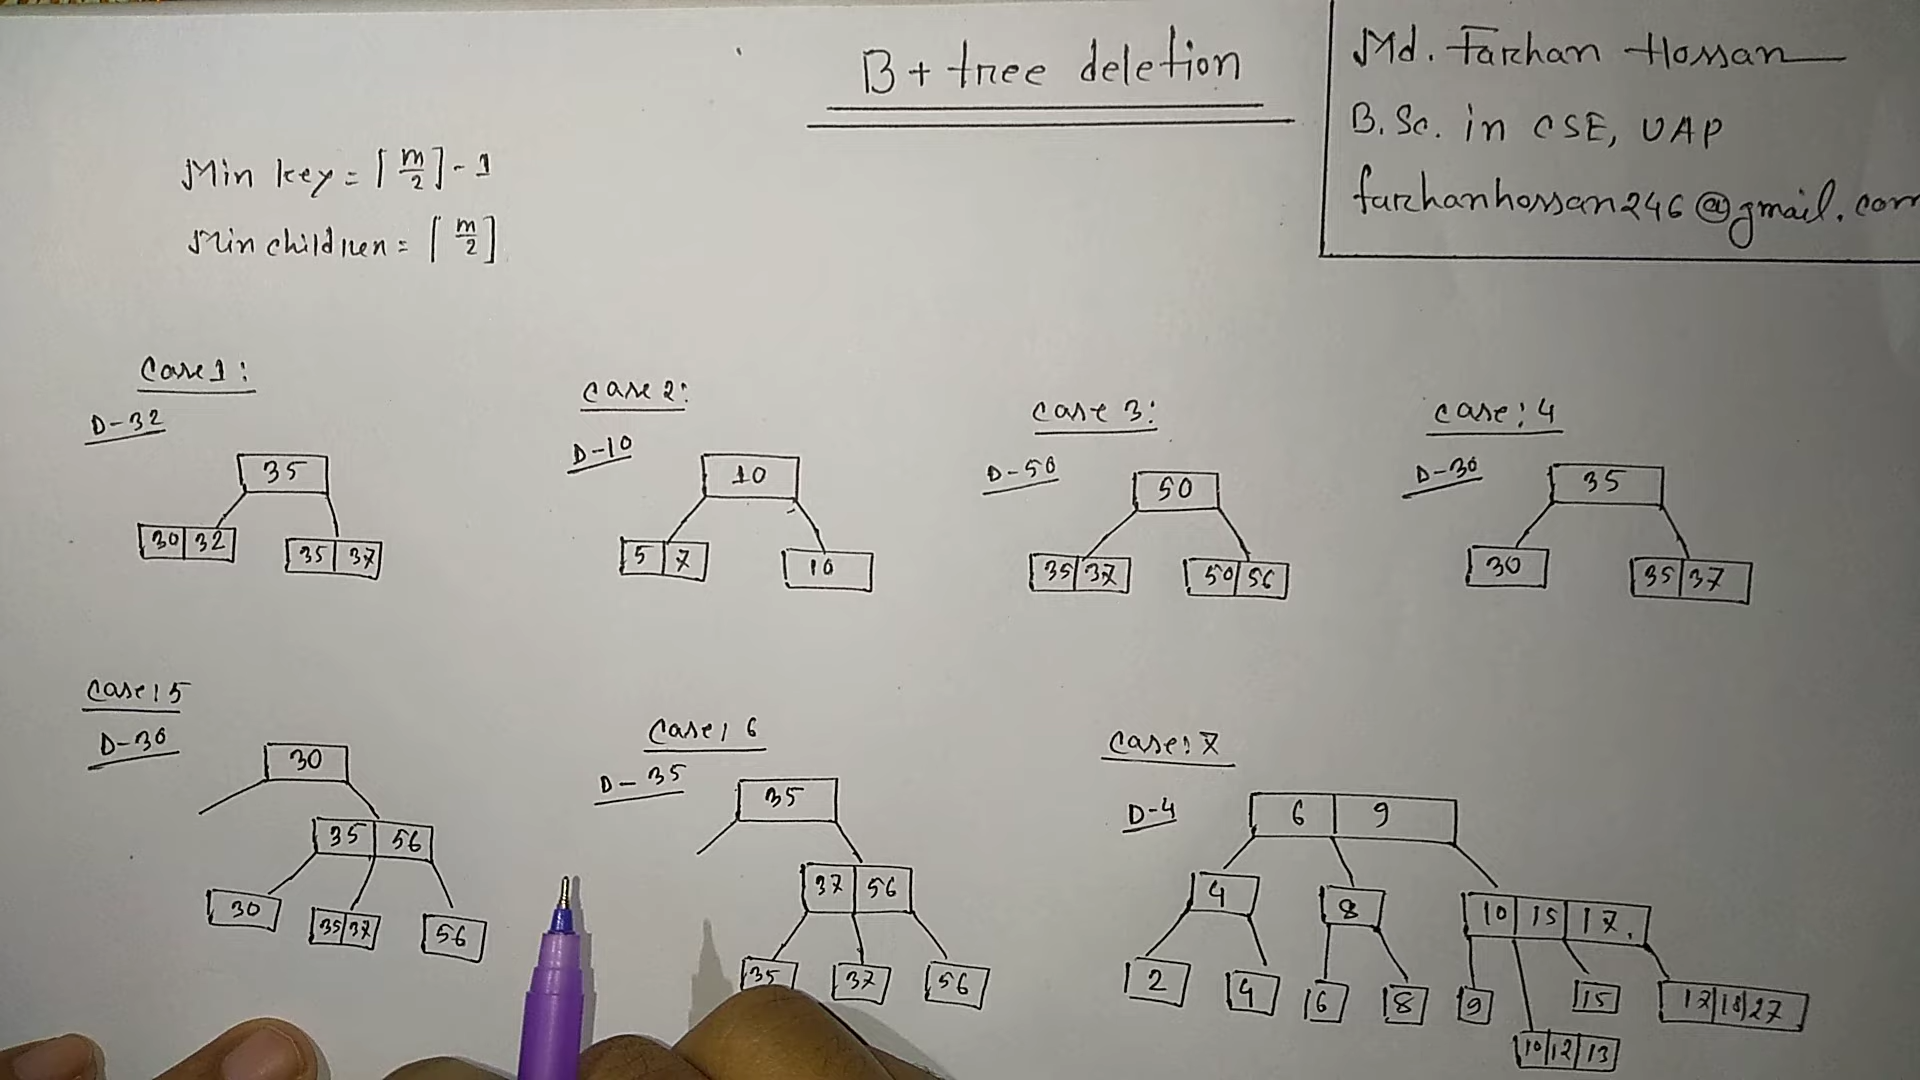 B+ tree deletion
Md. Farhan Hossan
B.Sc. in CSE, UAP
farhanhossan246@gmail.com
Min key = ⌈m/2⌉ - 1
Min children = ⌈m/2⌉
Case 1:
D-32
35
30 32
35 37
Case 2:
D-10
10
5 7
10
Case 3:
D-50
50
35 37
50 56
Case: 4
D-30
35
30
35 37
Case: 5
D-30
30
35 56
30
35 37
56
Case: 6
D-35
35
37 56
35
37
56
Case: 7
D-4
6 9
4
8
10 15 17
2
4
6
8
9
10 12 13
15
17 18 27